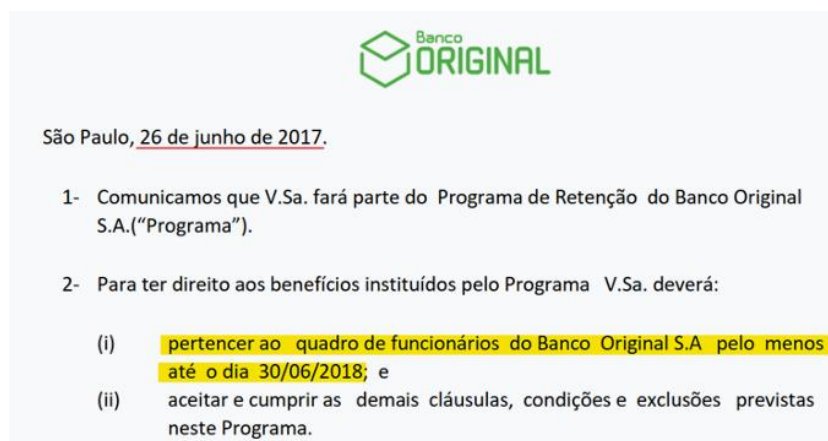 Banco
ORIGINAL
São Paulo, 26 de junho de 2017.
1- Comunicamos que V.Sa. fará parte do Programa de Retenção do Banco Original
S.A.("Programa").
2- Para ter direito aos benefícios instituídos pelo Programa V.Sa. deverá:
(i) pertencer ao quadro de funcionários do Banco Original S.A pelo menos
até o dia 30/06/2018; e
(ii) aceitar e cumprir as demais cláusulas, condições e exclusões previstas
neste Programa.